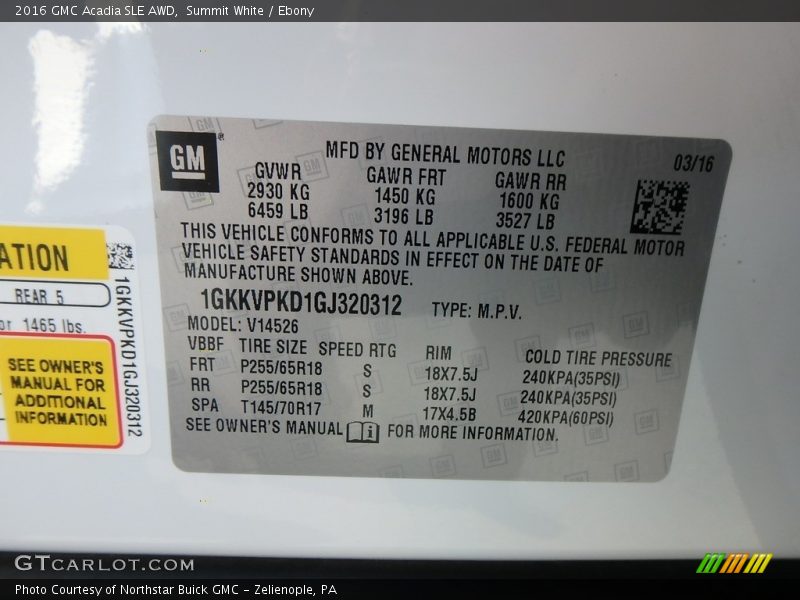 2016 GMC Acadia SLE AWD, Summit White / Ebony
GM
MFD BY GENERAL MOTORS LLC
03/16
GVWR GAWR FRT GAWR RR
2930 KG 1450 KG 1600 KG
6459 LB 3196 LB 3527 LB
THIS VEHICLE CONFORMS TO ALL APPLICABLE U.S. FEDERAL MOTOR
VEHICLE SAFETY STANDARDS IN EFFECT ON THE DATE OF
MANUFACTURE SHOWN ABOVE.
1GKKVPKD1GJ320312 TYPE: M.P.V.
MODEL: V14526
VBBF TIRE SIZE SPEED RTG RIM COLD TIRE PRESSURE
FRT P255/65R18 S 18X7.5J 240KPA(35PSI)
RR P255/65R18 S 18X7.5J 240KPA(35PSI)
SPA T145/70R17 M 17X4.5B 420KPA(60PSI)
SEE OWNER'S MANUAL FOR MORE INFORMATION.
ATION
REAR 5
or 1465 lbs.
SEE OWNER'S
MANUAL FOR
ADDITIONAL
INFORMATION
1GKKVPKD1GJ320312
GTCARLOT.COM
Photo Courtesy of Northstar Buick GMC - Zelienople, PA